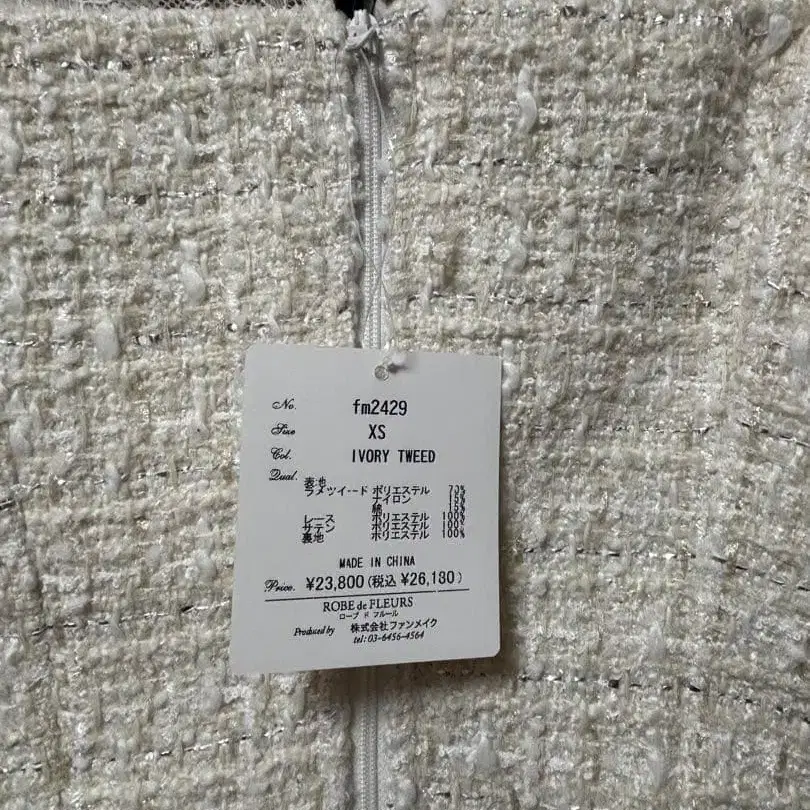 No. fm2429
Size XS
Col. IVORY TWEED
Qual. 表地
ラメツイード ポリエステル 70%
ナイロン 15%
綿 15%
レース ポリエステル 100%
サテン ポリエステル 100%
裏地 ポリエステル 100%
MADE IN CHINA
Price. ¥23,800(税込 ¥26,180)
ROBE de FLEURS
ローブ ド フルール
Produced by 株式会社ファンメイク
tel: 03-6456-4564